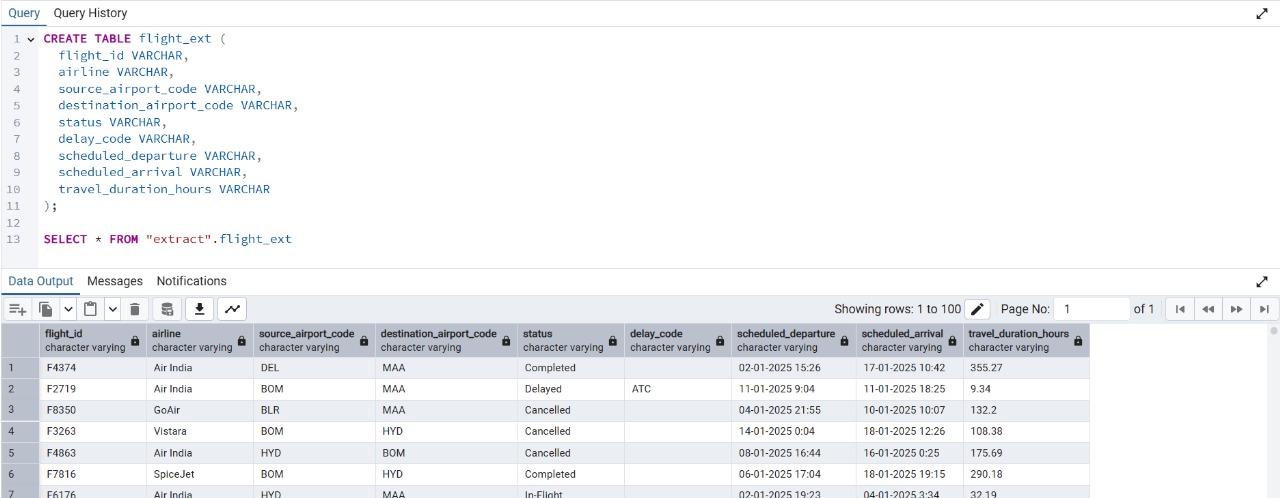 Query Query History
1 CREATE TABLE flight_ext (
2 flight_id VARCHAR,
3 airline VARCHAR,
4 source_airport_code VARCHAR,
5 destination_airport_code VARCHAR,
6 status VARCHAR,
7 delay_code VARCHAR,
8 scheduled_departure VARCHAR,
9 scheduled_arrival VARCHAR,
10 travel_duration_hours VARCHAR
11 );
12
13 SELECT * FROM "extract".flight_ext
Data Output Messages Notifications
Showing rows: 1 to 100 Page No: 1 of 1
flight_id airline source_airport_code destination_airport_code status delay_code scheduled_departure scheduled_arrival travel_duration_hours
character varying character varying character varying character varying character varying character varying character varying character varying character varying
1 F4374 Air India DEL MAA Completed 02-01-2025 15:26 17-01-2025 10:42 355.27
2 F2719 Air India BOM MAA Delayed ATC 11-01-2025 9:04 11-01-2025 18:25 9.34
3 F8350 GoAir BLR MAA Cancelled 04-01-2025 21:55 10-01-2025 10:07 132.2
4 F3263 Vistara BOM HYD Cancelled 14-01-2025 0:04 18-01-2025 12:26 108.38
5 F4863 Air India HYD BOM Cancelled 08-01-2025 16:44 16-01-2025 0:25 175.69
6 F7816 SpiceJet BOM HYD Completed 06-01-2025 17:04 18-01-2025 19:15 290.18
7 F6176 Air India HYD MAA In-Flight 02-01-2025 19:23 04-01-2025 3:34 32.19